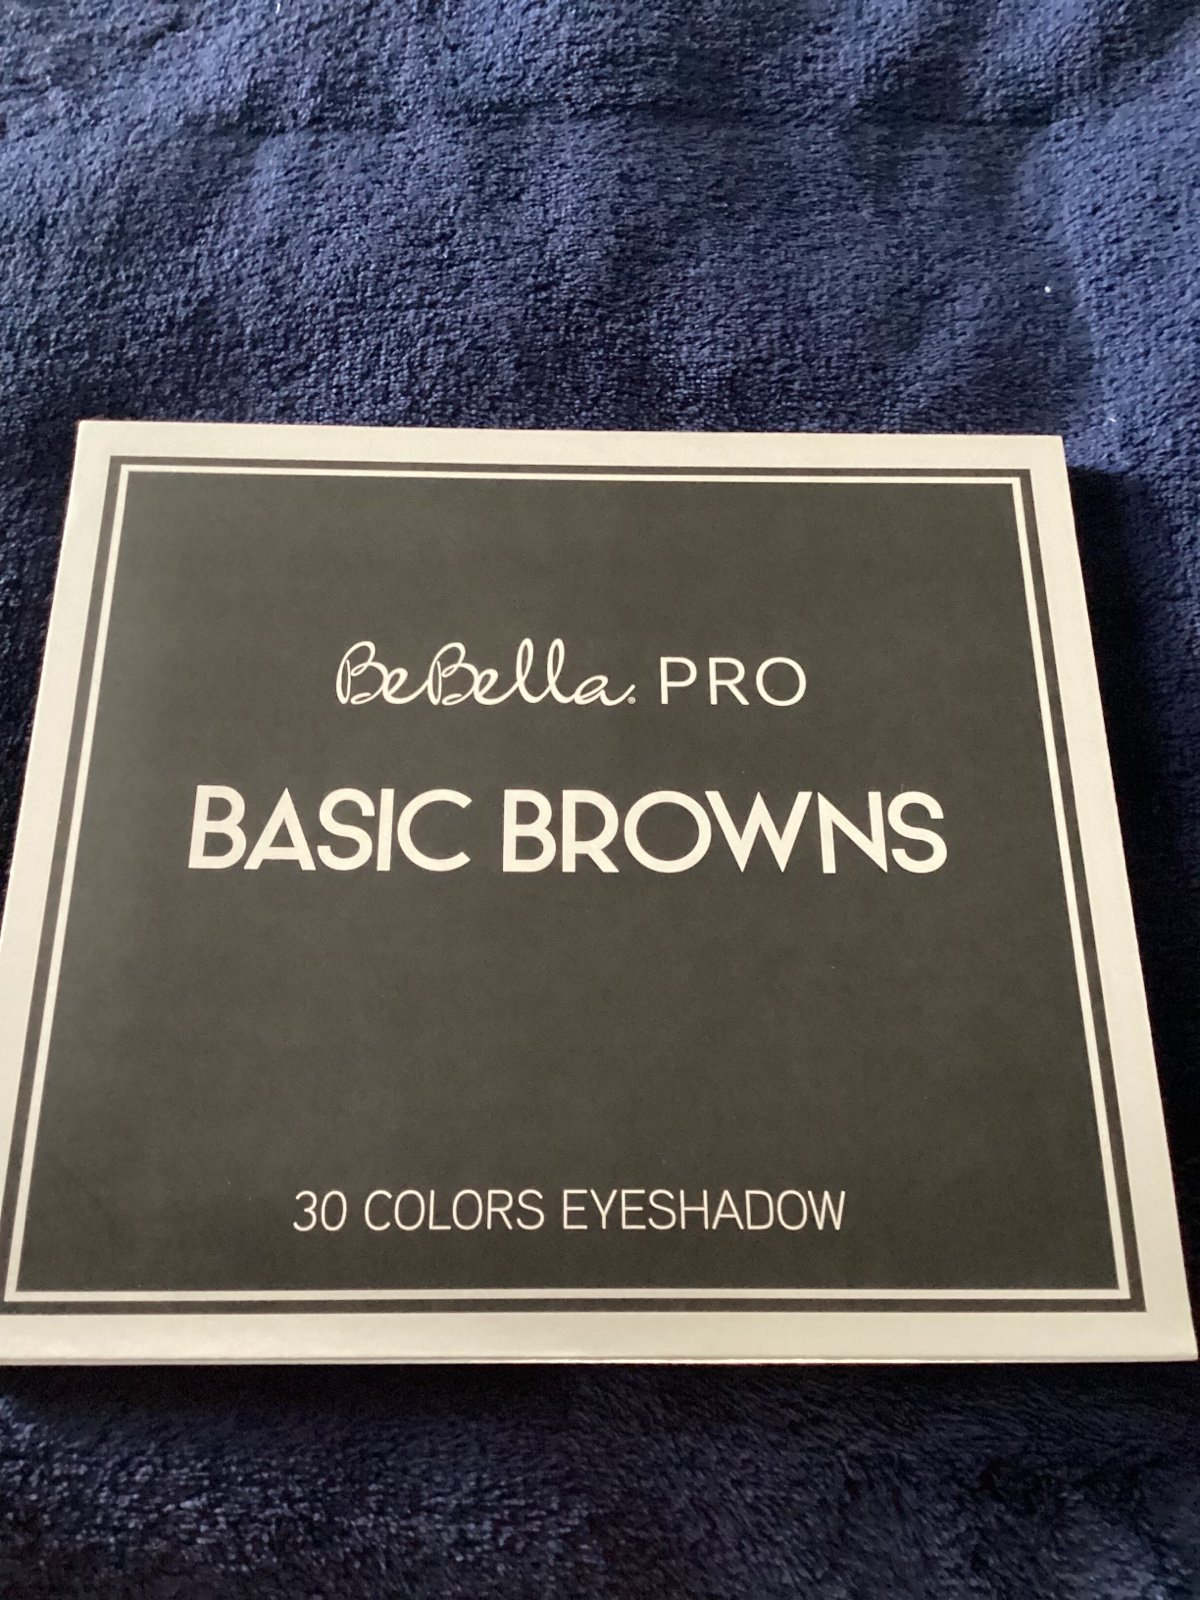 BeBella® PRO
BASIC BROWNS
30 COLORS EYESHADOW